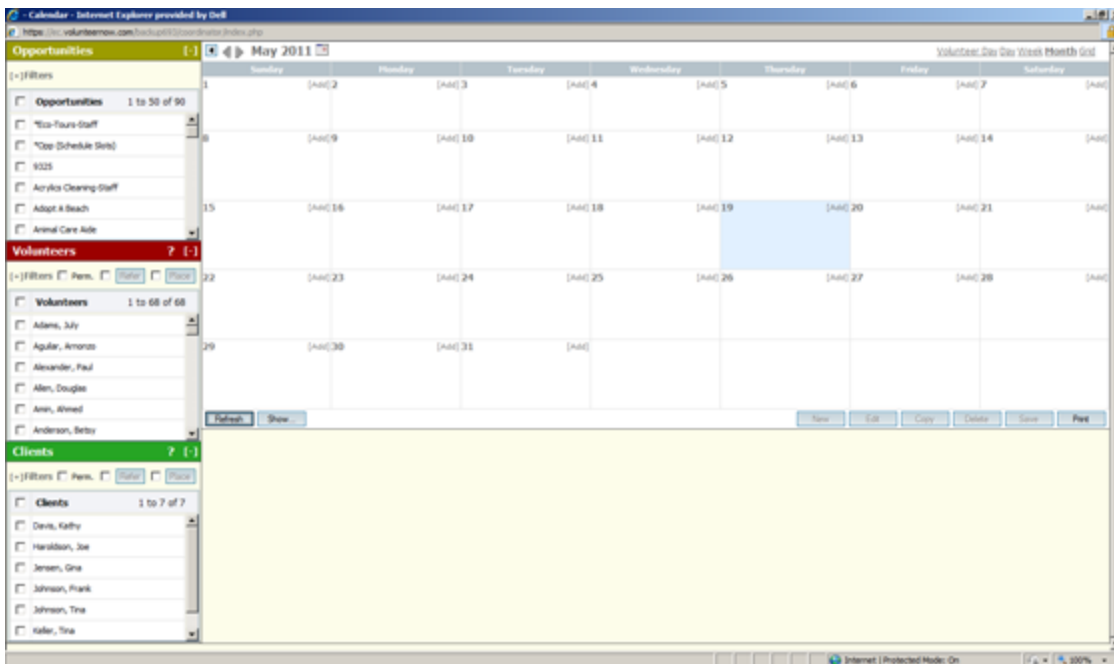 - Calendar - Internet Explorer provided by Dell
volunteernow.com
Opportunities [-]
[+]Filters
Opportunities 1 to 50 of 90
*Eco-Tours-Staff
*Opp (Schedule Slots)
9325
Acrylics Cleaning-Staff
Adopt A Beach
Animal Care Aide
Volunteers ? [-]
[+]Filters Perm. Refer Place
Volunteers 1 to 68 of 68
Adams, July
Aguilar, Amonzo
Alexander, Paul
Allen, Douglas
Amin, Ahmed
Anderson, Betsy
Clients ? [-]
[+]Filters Perm. Refer Place
Clients 1 to 7 of 7
Davis, Kathy
Haroldson, Joe
Jensen, Gina
Johnson, Frank
Johnson, Tina
Keller, Tina
May 2011
Volunteer Day Day Week Month Grid
Sunday Monday Tuesday Wednesday Thursday Friday Saturday
1 [Add] 2 [Add] 3 [Add] 4 [Add] 5 [Add] 6 [Add] 7 [Add]
8 [Add] 9 [Add] 10 [Add] 11 [Add] 12 [Add] 13 [Add] 14 [Add]
15 [Add] 16 [Add] 17 [Add] 18 [Add] 19 [Add] 20 [Add] 21 [Add]
22 [Add] 23 [Add] 24 [Add] 25 [Add] 26 [Add] 27 [Add] 28 [Add]
29 [Add] 30 [Add] 31 [Add]
Refresh Show... New Edit Copy Delete Save Print
Internet | Protected Mode: On 100%